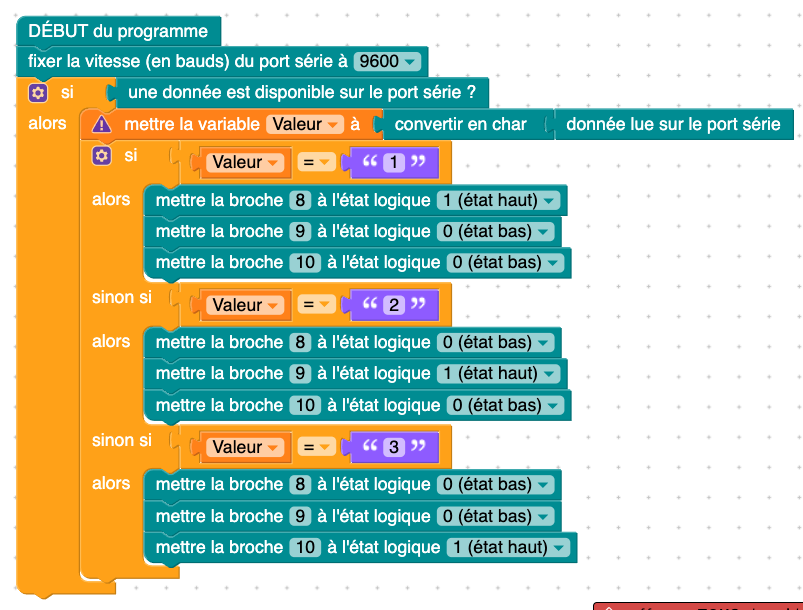 DÉBUT du programme
fixer la vitesse (en bauds) du port série à 9600
si une donnée est disponible sur le port série ?
alors mettre la variable Valeur à convertir en char donnée lue sur le port série
si Valeur = “ 1 ”
alors mettre la broche 8 à l'état logique 1 (état haut)
mettre la broche 9 à l'état logique 0 (état bas)
mettre la broche 10 à l'état logique 0 (état bas)
sinon si Valeur = “ 2 ”
alors mettre la broche 8 à l'état logique 0 (état bas)
mettre la broche 9 à l'état logique 1 (état haut)
mettre la broche 10 à l'état logique 0 (état bas)
sinon si Valeur = “ 3 ”
alors mettre la broche 8 à l'état logique 0 (état bas)
mettre la broche 9 à l'état logique 0 (état bas)
mettre la broche 10 à l'état logique 1 (état haut)